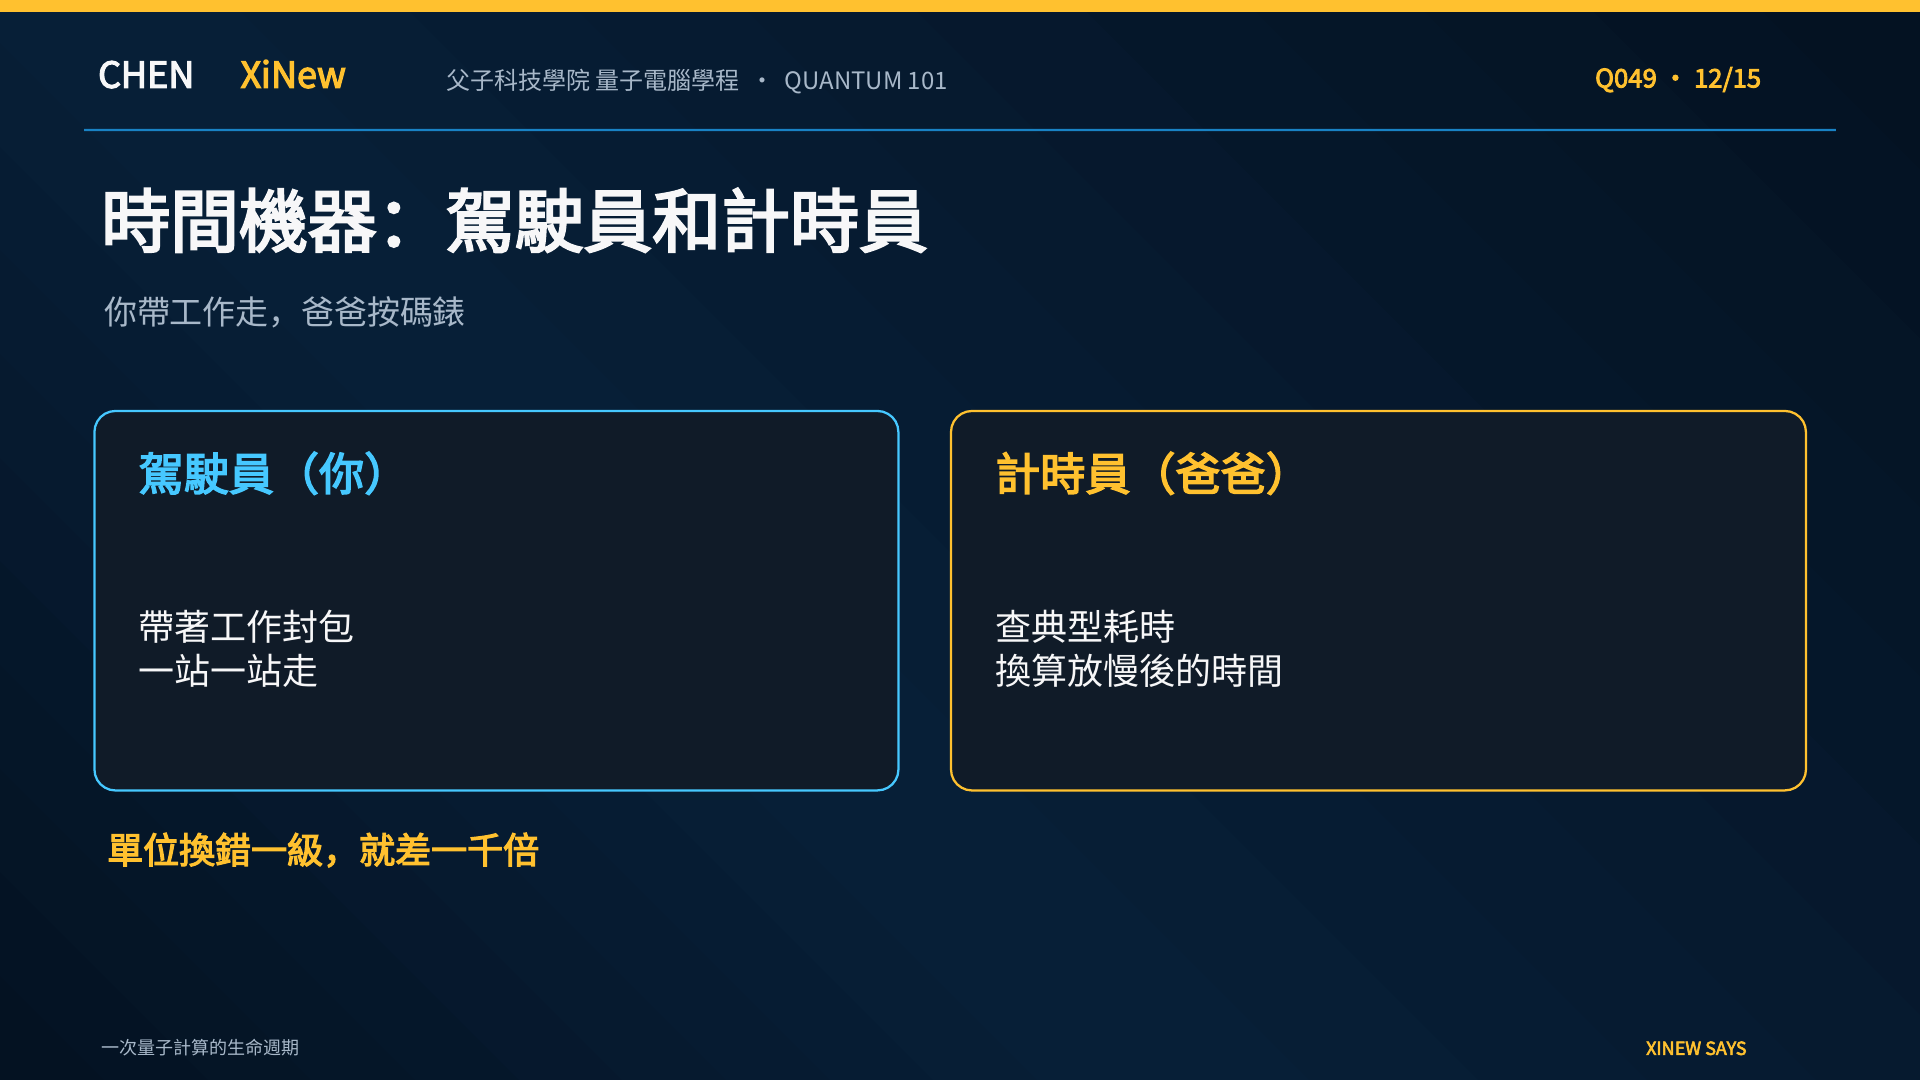 CHEN XiNew 父子科技學院 量子電腦學程 · QUANTUM 101 Q049 · 12/15
時間機器：駕駛員和計時員
你帶工作走，爸爸按碼錶
駕駛員（你）
帶著工作封包
一站一站走
計時員（爸爸）
查典型耗時
換算放慢後的時間
單位換錯一級，就差一千倍
一次量子計算的生命週期
XINEW SAYS